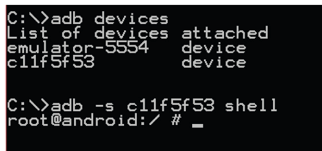 C:\>adb devices
List of devices attached
emulator-5554 device
c11f5f53 device
C:\>adb -s c11f5f53 shell
root@android:/ # _